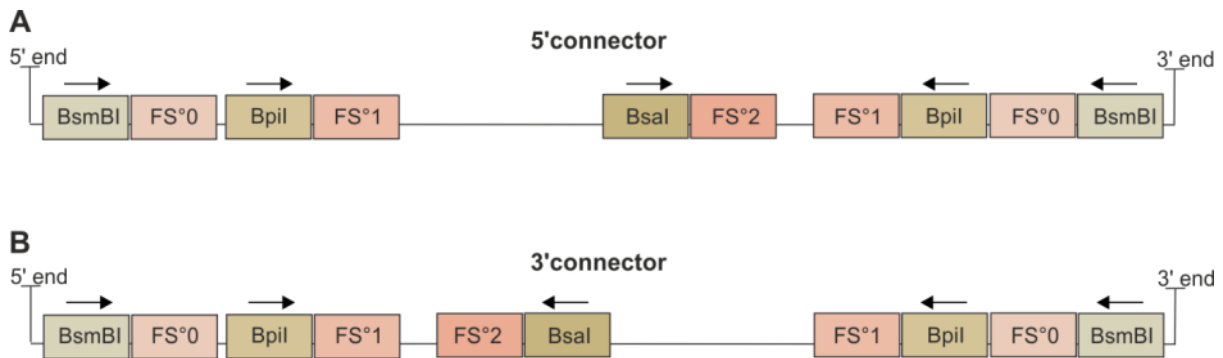 A
5'connector
5' end
3' end
BsmBI FS°0 BpiI FS°1 BsaI FS°2 FS°1 BpiI FS°0 BsmBI
B
3'connector
5' end
3' end
BsmBI FS°0 BpiI FS°1 FS°2 BsaI FS°1 BpiI FS°0 BsmBI